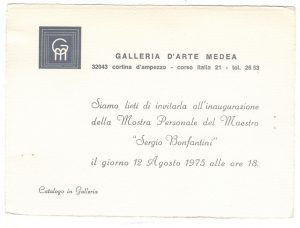 GALLERIA D'ARTE MEDEA
32043 cortina d'ampezzo - corso italia 21 - tel. 26 53
Siamo lieti di invitarla all'inaugurazione
della Mostra Personale del Maestro
"Sergio Bonfantini"
il giorno 12 Agosto 1975 alle ore 18.
Catalogo in Galleria